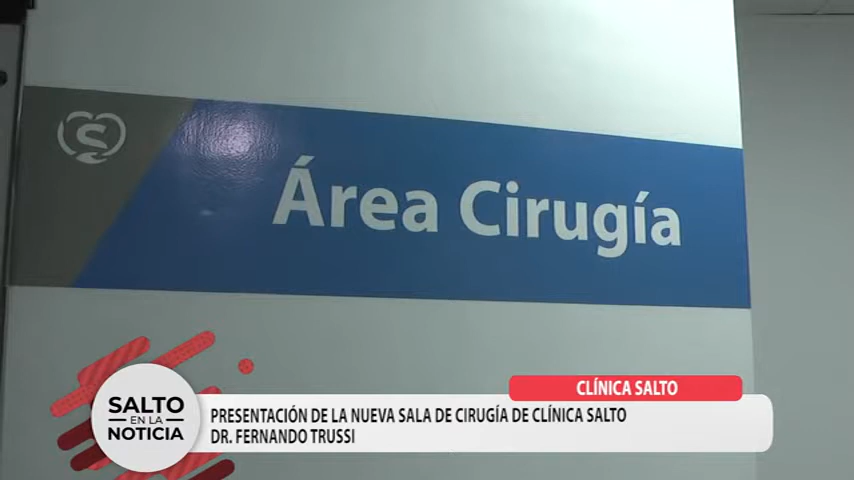 S
Área Cirugía
CLÍNICA SALTO
SALTO
EN LA
NOTICIA
PRESENTACIÓN DE LA NUEVA SALA DE CIRUGÍA DE CLÍNICA SALTO
DR. FERNANDO TRUSSI